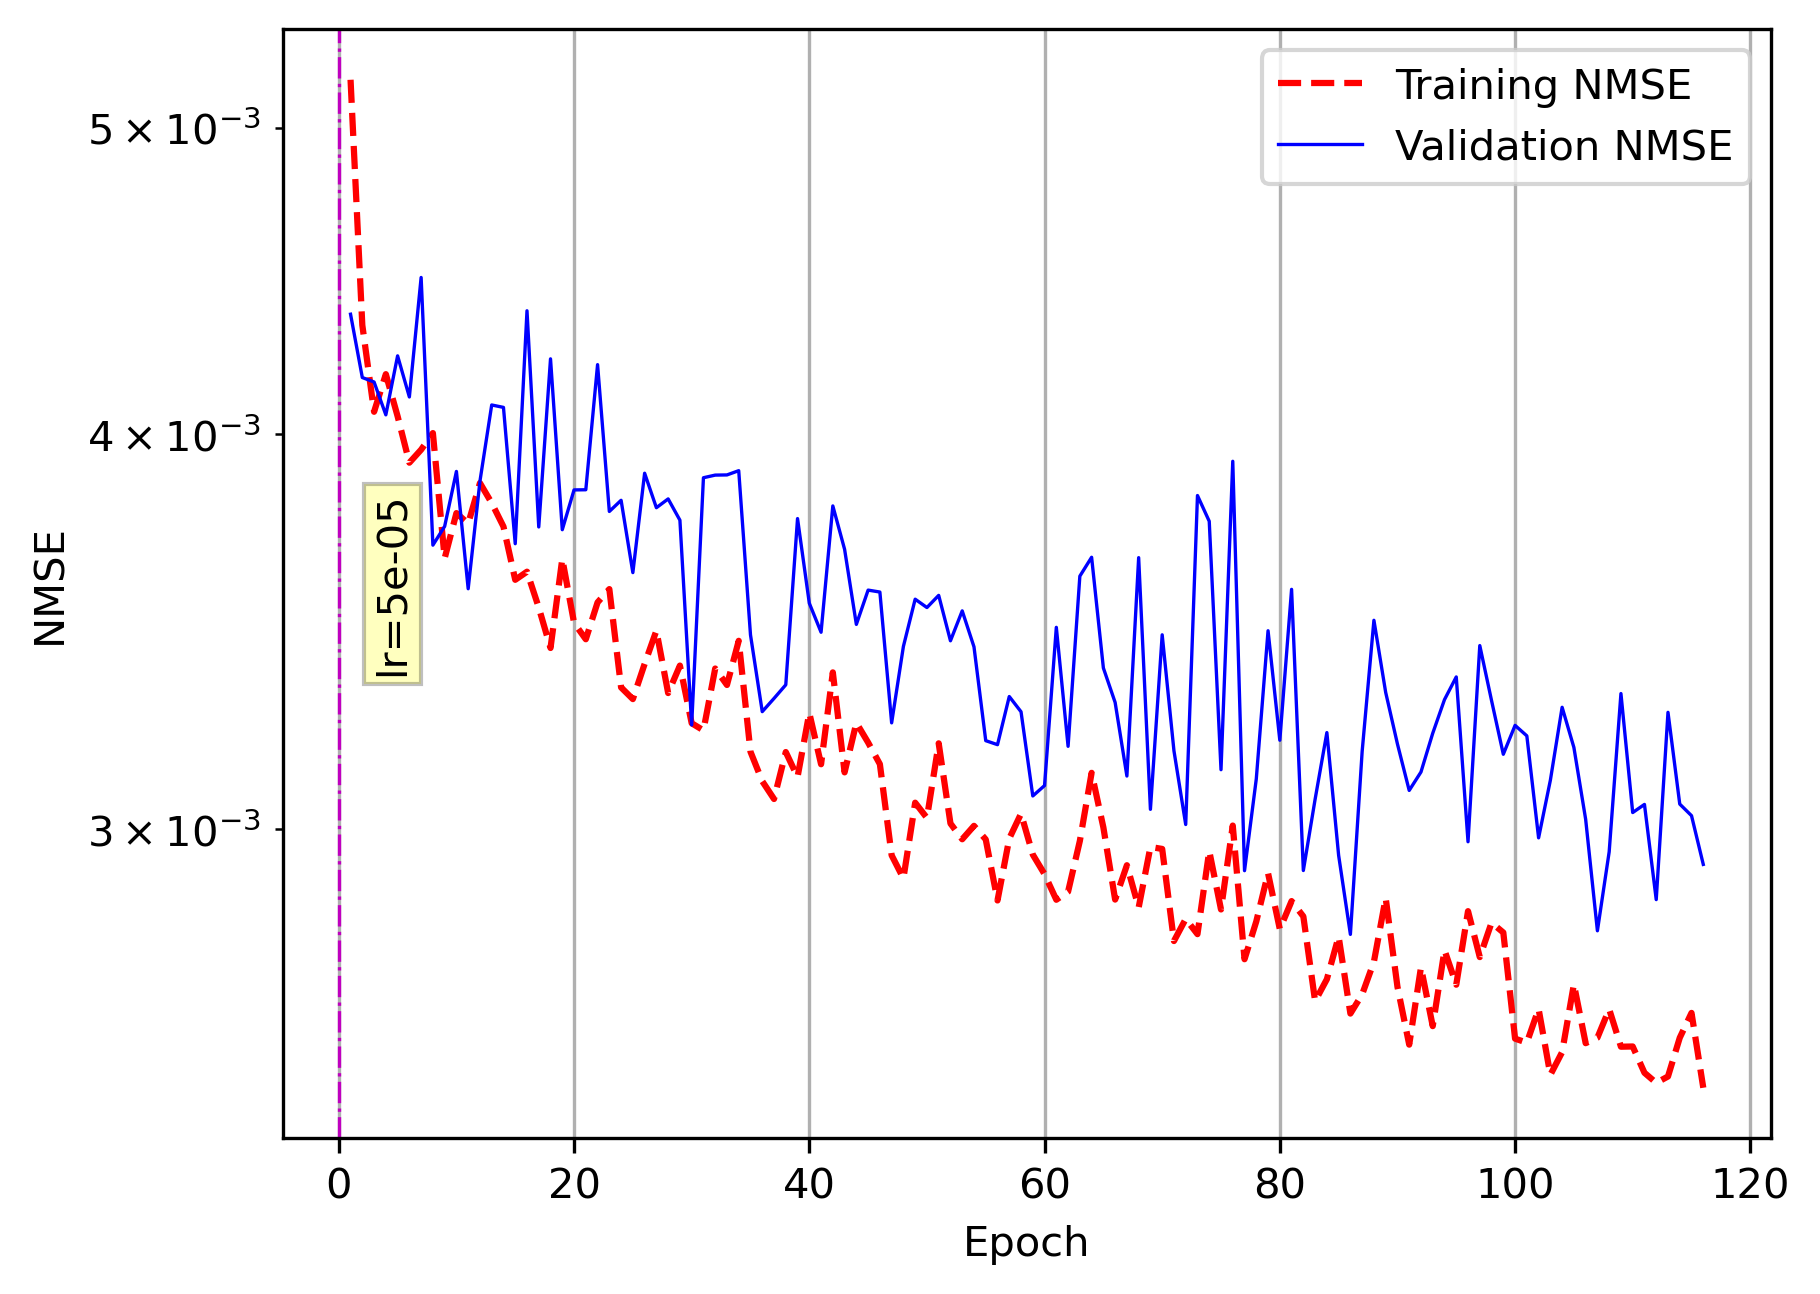 Training NMSE
Validation NMSE
5 × 10⁻³
4 × 10⁻³
3 × 10⁻³
NMSE
lr=5e-05
0 20 40 60 80 100 120
Epoch